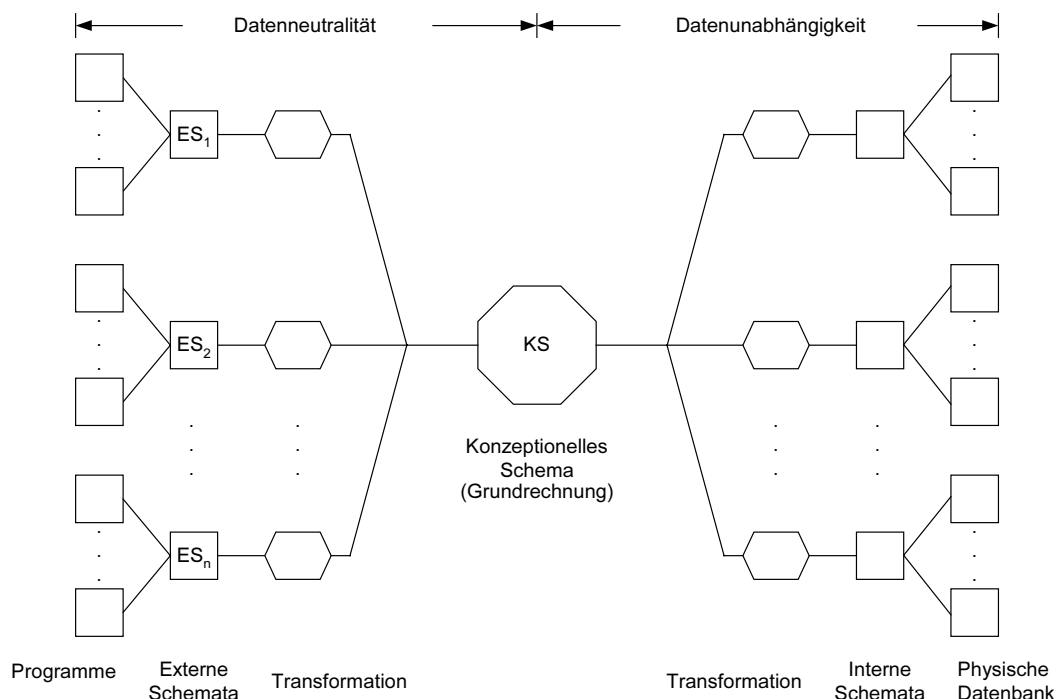 Datenneutralität
Datenunabhängigkeit
ES1
ES2
KS
Konzeptionelles
Schema
(Grundrechnung)
ESn
Programme
Externe
Schemata
Transformation
Transformation
Interne
Schemata
Physische
Datenbank